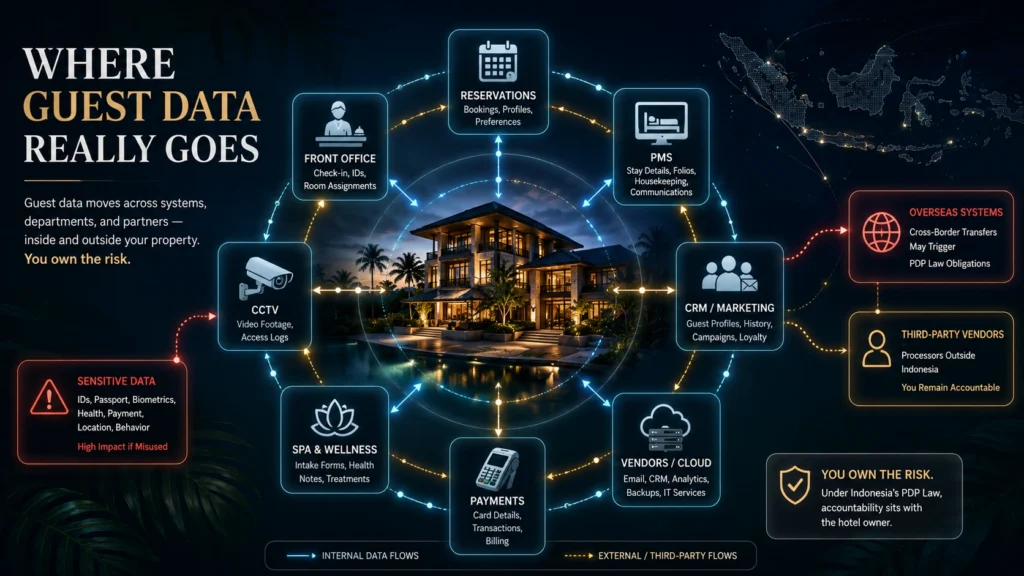 WHERE
GUEST DATA
REALLY GOES
Guest data moves across systems,
departments, and partners —
inside and outside your property.
You own the risk.
RESERVATIONS
Bookings, Profiles,
Preferences
FRONT OFFICE
Check-in, IDs,
Room Assignments
PMS
Stay Details, Folios,
Housekeeping,
Communications
CCTV
Video Footage,
Access Logs
CRM / MARKETING
Guest Profiles, History,
Campaigns, Loyalty
OVERSEAS SYSTEMS
Cross-Border Transfers
May Trigger
PDP Law Obligations
THIRD-PARTY VENDORS
Processors Outside
Indonesia
You Remain Accountable
SENSITIVE DATA
IDs, Passport, Biometrics,
Health, Payment,
Location, Behavior
High Impact if Misused
SPA & WELLNESS
Intake Forms, Health
Notes, Treatments
PAYMENTS
Card Details,
Transactions,
Billing
VENDORS / CLOUD
Email, CRM, Analytics,
Backups, IT Services
YOU OWN THE RISK.
Under Indonesia's PDP Law,
accountability sits with
the hotel owner.
INTERNAL DATA FLOWS
EXTERNAL / THIRD-PARTY FLOWS